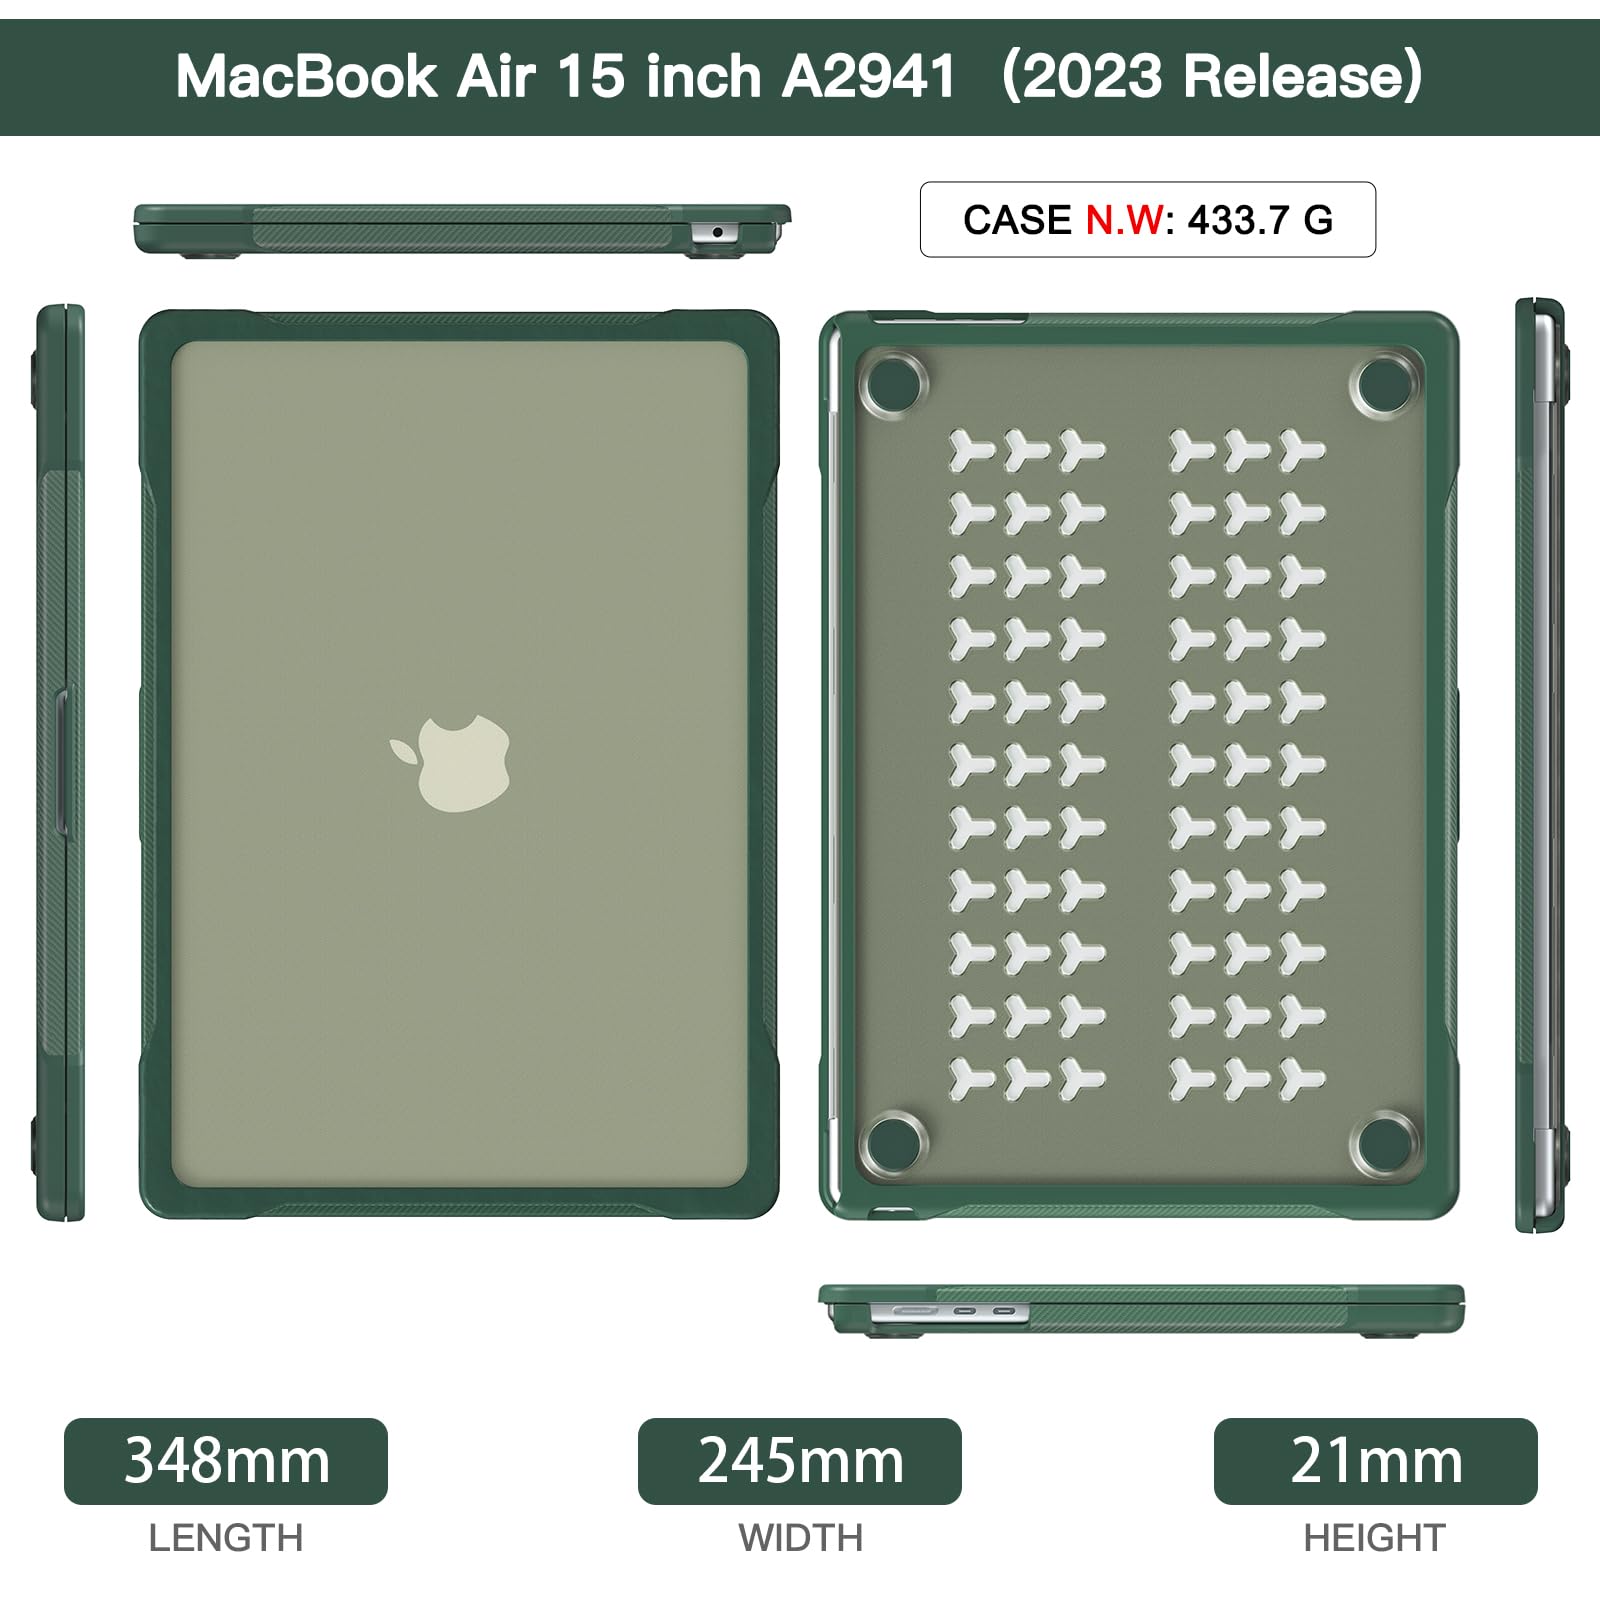 MacBook Air 15 inch A2941 (2023 Release)
CASE N.W: 433.7 G
348mm
245mm
21mm
LENGTH
WIDTH
HEIGHT